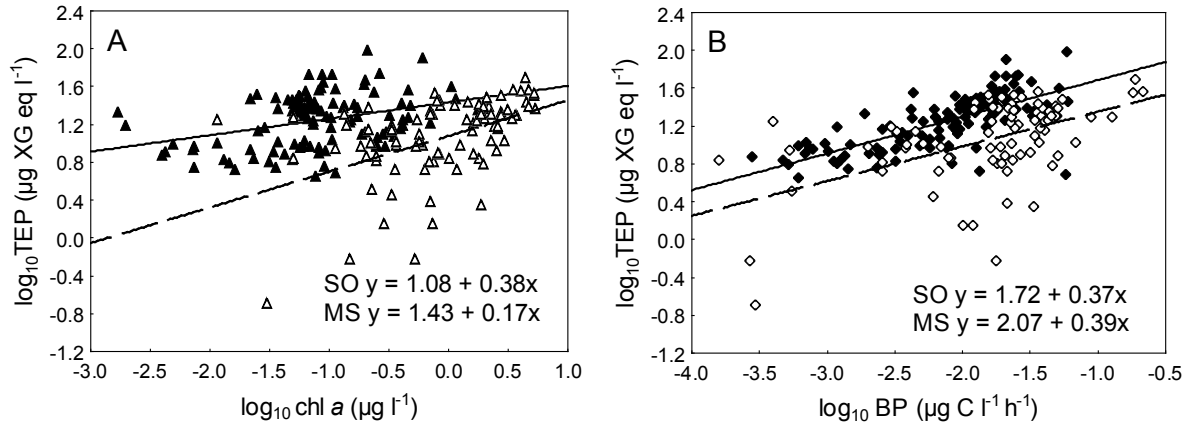 A
log10TEP (µg XG eq l-1)
2.4
2.0
1.6
1.2
0.8
0.4
0.0
-0.4
-0.8
-1.2
SO y = 1.08 + 0.38x
MS y = 1.43 + 0.17x
-3.0 -2.5 -2.0 -1.5 -1.0 -0.5 0.0 0.5 1.0
log10 chl a (µg l-1)
B
log10TEP (µg XG eq l-1)
2.4
2.0
1.6
1.2
0.8
0.4
0.0
-0.4
-0.8
-1.2
SO y = 1.72 + 0.37x
MS y = 2.07 + 0.39x
-4.0 -3.5 -3.0 -2.5 -2.0 -1.5 -1.0 -0.5
log10 BP (µg C l-1 h-1)